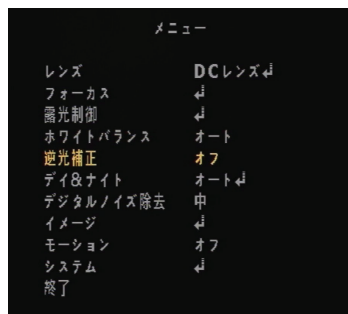 メニュー
レンズ DCレンズ↲
フォーカス ↲
露光制御 ↲
ホワイトバランス オート
逆光補正 オフ
デイ&ナイト オート↲
デジタルノイズ除去 中
イメージ ↲
モーション オフ
システム ↲
終了